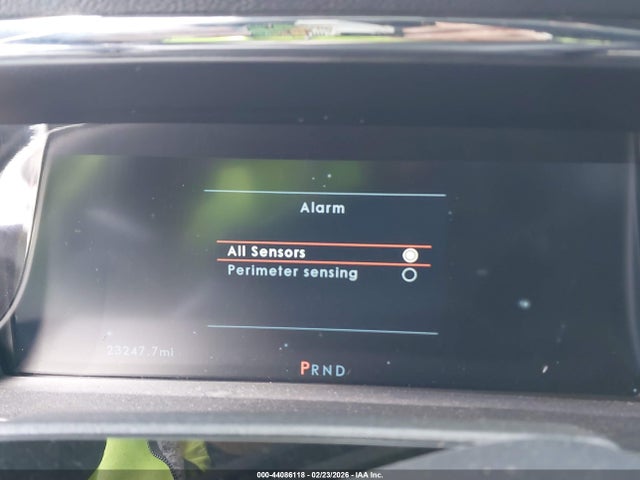 Alarm
All Sensors
Perimeter sensing
23247.7mi
PRND
000-44086118 - 02/23/2026 - IAA Inc.